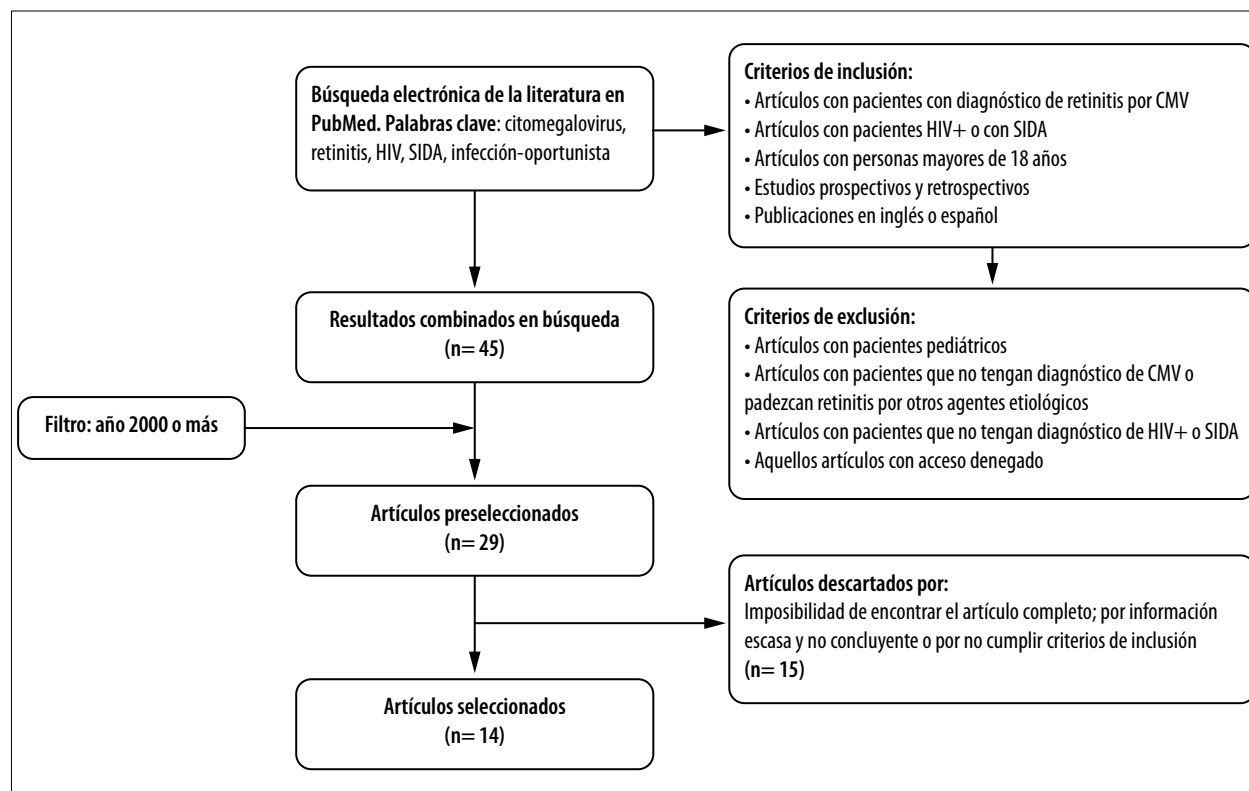 Búsqueda electrónica de la literatura en
PubMed. Palabras clave: citomegalovirus,
retinitis, HIV, SIDA, infección-oportunista
Criterios de inclusión:
• Artículos con pacientes con diagnóstico de retinitis por CMV
• Artículos con pacientes HIV+ o con SIDA
• Artículos con personas mayores de 18 años
• Estudios prospectivos y retrospectivos
• Publicaciones en inglés o español
Resultados combinados en búsqueda
(n= 45)
Criterios de exclusión:
• Artículos con pacientes pediátricos
• Artículos con pacientes que no tengan diagnóstico de CMV o
padezcan retinitis por otros agentes etiológicos
• Artículos con pacientes que no tengan diagnóstico de HIV+ o SIDA
• Aquellos artículos con acceso denegado
Filtro: año 2000 o más
Artículos preseleccionados
(n= 29)
Artículos descartados por:
Imposibilidad de encontrar el artículo completo; por información
escasa y no concluyente o por no cumplir criterios de inclusión
(n= 15)
Artículos seleccionados
(n= 14)